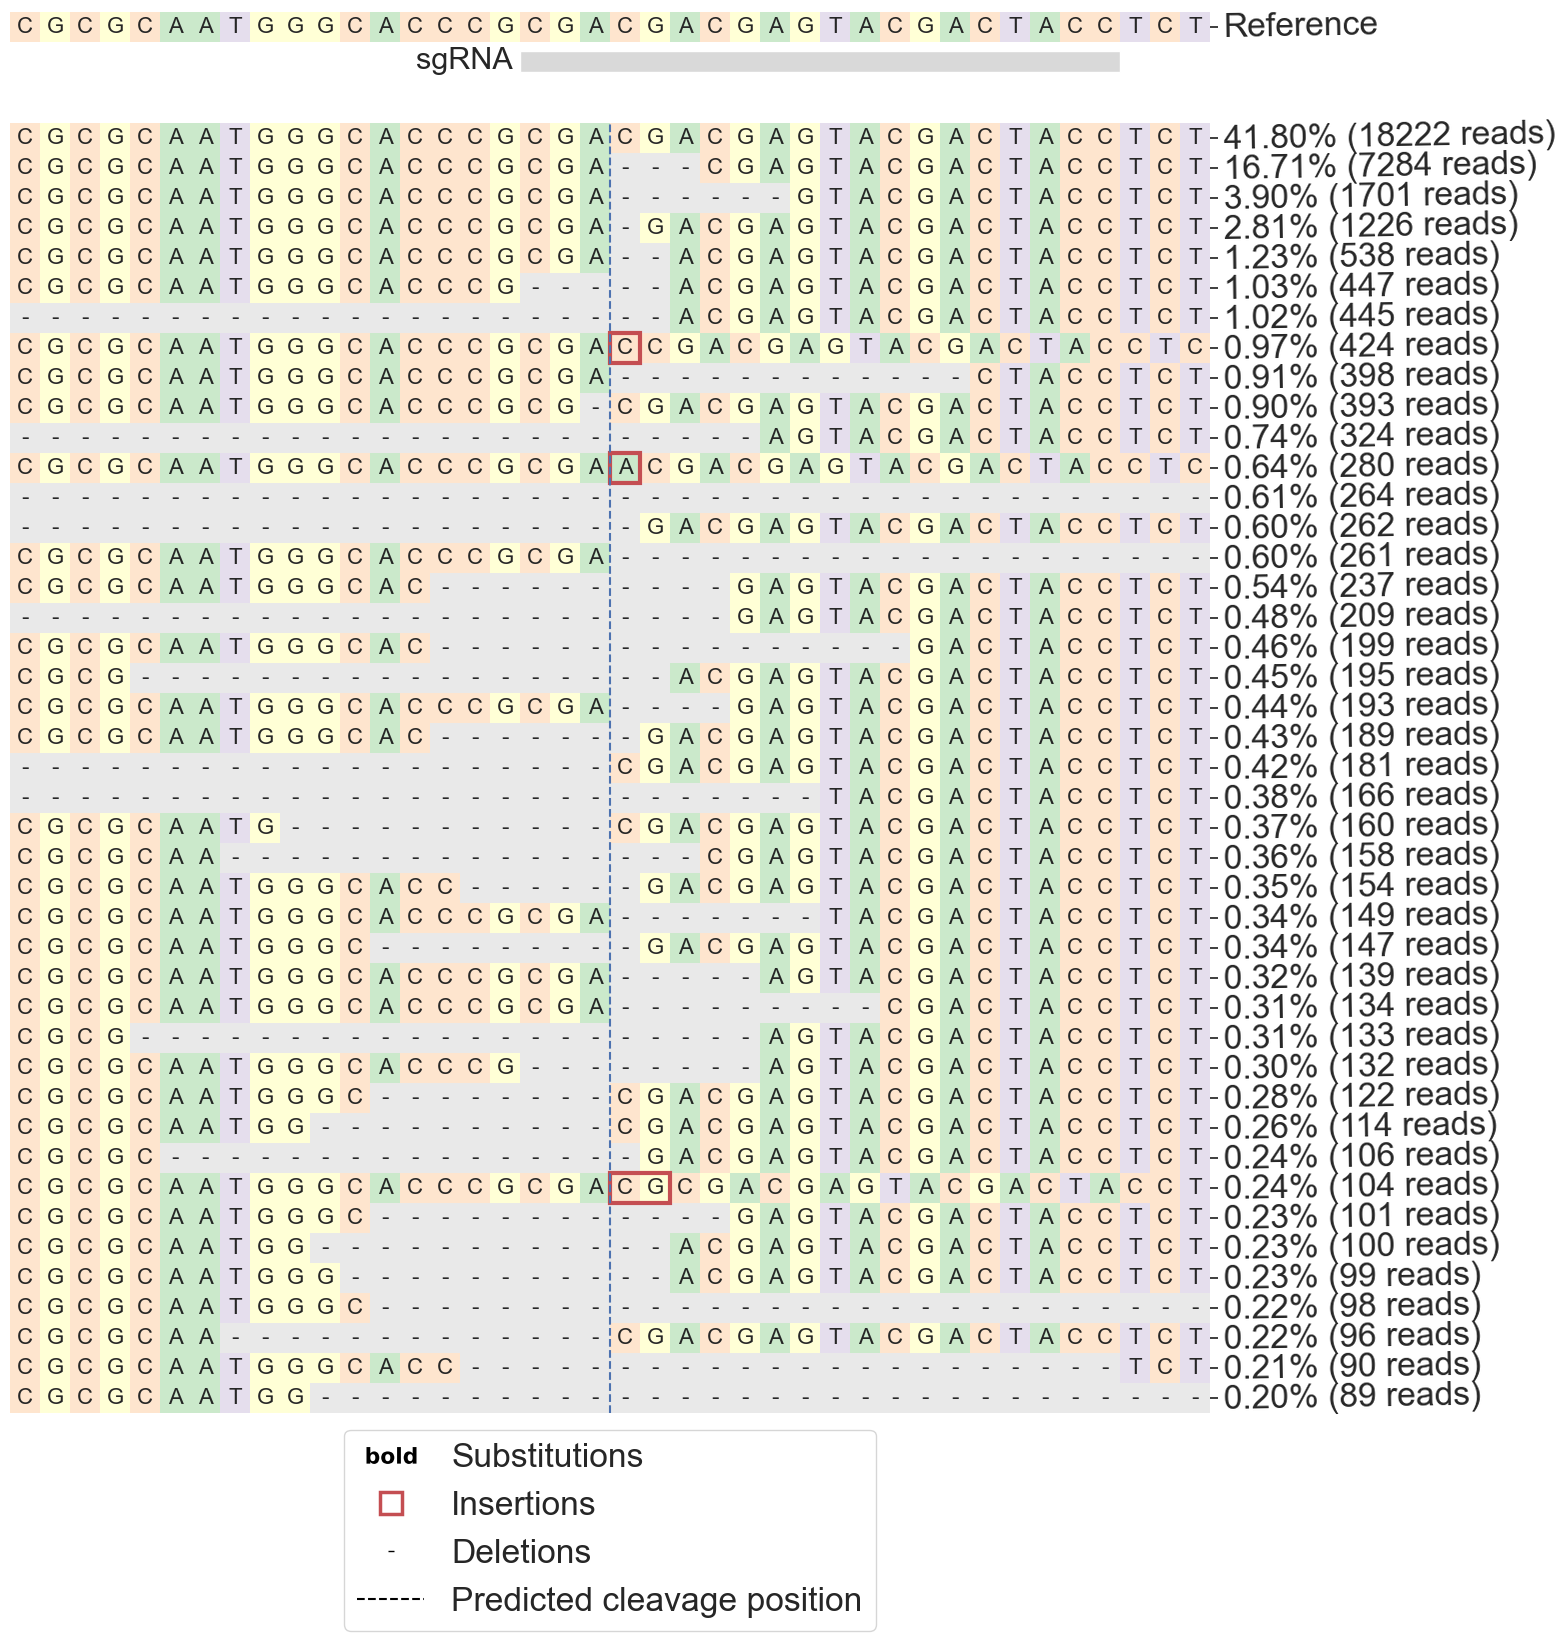 C G C G C A A T G G G C A C C C G C G A C G A C G A G T A C G A C T A C C T C T Reference
sgRNA
C G C G C A A T G G G C A C C C G C G A C G A C G A G T A C G A C T A C C T C T 41.80% (18222 reads)
C G C G C A A T G G G C A C C C G C G A - - - C G A G T A C G A C T A C C T C T 16.71% (7284 reads)
C G C G C A A T G G G C A C C C G C G A - - - - - - G T A C G A C T A C C T C T 3.90% (1701 reads)
C G C G C A A T G G G C A C C C G C G A - G A C G A G T A C G A C T A C C T C T 2.81% (1226 reads)
C G C G C A A T G G G C A C C C G C G A - - A C G A G T A C G A C T A C C T C T 1.23% (538 reads)
C G C G C A A T G G G C A C C C G - - - - - A C G A G T A C G A C T A C C T C T 1.03% (447 reads)
- - - - - - - - - - - - - - - - - - - - - - A C G A G T A C G A C T A C C T C T 1.02% (445 reads)
C G C G C A A T G G G C A C C C G C G A C C G A C G A G T A C G A C T A C C T C 0.97% (424 reads)
C G C G C A A T G G G C A C C C G C G A - - - - - - - - - - - - C T A C C T C T 0.91% (398 reads)
C G C G C A A T G G G C A C C C G C G - C G A C G A G T A C G A C T A C C T C T 0.90% (393 reads)
- - - - - - - - - - - - - - - - - - - - - - - - - A G T A C G A C T A C C T C T 0.74% (324 reads)
C G C G C A A T G G G C A C C C G C G A A C G A C G A G T A C G A C T A C C T C 0.64% (280 reads)
- - - - - - - - - - - - - - - - - - - - - - - - - - - - - - - - - - - - - - - - 0.61% (264 reads)
- - - - - - - - - - - - - - - - - - - - - G A C G A G T A C G A C T A C C T C T 0.60% (262 reads)
C G C G C A A T G G G C A C C C G C G A - - - - - - - - - - - - - - - - - - - - 0.60% (261 reads)
C G C G C A A T G G G C A C - - - - - - - - - - G A G T A C G A C T A C C T C T 0.54% (237 reads)
- - - - - - - - - - - - - - - - - - - - - - - - G A G T A C G A C T A C C T C T 0.48% (209 reads)
C G C G C A A T G G G C A C - - - - - - - - - - - - - - - - G A C T A C C T C T 0.46% (199 reads)
C G C G - - - - - - - - - - - - - - - - - - A C G A G T A C G A C T A C C T C T 0.45% (195 reads)
C G C G C A A T G G G C A C C C G C G A - - - - G A G T A C G A C T A C C T C T 0.44% (193 reads)
C G C G C A A T G G G C A C - - - - - - - G A C G A G T A C G A C T A C C T C T 0.43% (189 reads)
- - - - - - - - - - - - - - - - - - - - C G A C G A G T A C G A C T A C C T C T 0.42% (181 reads)
- - - - - - - - - - - - - - - - - - - - - - - - - - - T A C G A C T A C C T C T 0.38% (166 reads)
C G C G C A A T G - - - - - - - - - - - C G A C G A G T A C G A C T A C C T C T 0.37% (160 reads)
C G C G C A A - - - - - - - - - - - - - - - - C G A G T A C G A C T A C C T C T 0.36% (158 reads)
C G C G C A A T G G G C A C C - - - - - - G A C G A G T A C G A C T A C C T C T 0.35% (154 reads)
C G C G C A A T G G G C A C C C G C G A - - - - - - - T A C G A C T A C C T C T 0.34% (149 reads)
C G C G C A A T G G G C - - - - - - - - - G A C G A G T A C G A C T A C C T C T 0.34% (147 reads)
C G C G C A A T G G G C A C C C G C G A - - - - - A G T A C G A C T A C C T C T 0.32% (139 reads)
C G C G C A A T G G G C A C C C G C G A - - - - - - - - - C G A C T A C C T C T 0.31% (134 reads)
C G C G - - - - - - - - - - - - - - - - - - - - - A G T A C G A C T A C C T C T 0.31% (133 reads)
C G C G C A A T G G G C A C C C G - - - - - - - - A G T A C G A C T A C C T C T 0.30% (132 reads)
C G C G C A A T G G G C - - - - - - - - C G A C G A G T A C G A C T A C C T C T 0.28% (122 reads)
C G C G C A A T G G - - - - - - - - - - C G A C G A G T A C G A C T A C C T C T 0.26% (114 reads)
C G C G C - - - - - - - - - - - - - - - - G A C G A G T A C G A C T A C C T C T 0.24% (106 reads)
C G C G C A A T G G G C A C C C G C G A C G C G A C G A G T A C G A C T A C C T 0.24% (104 reads)
C G C G C A A T G G G C - - - - - - - - - - - - G A G T A C G A C T A C C T C T 0.23% (101 reads)
C G C G C A A T G G - - - - - - - - - - - - A C G A G T A C G A C T A C C T C T 0.23% (100 reads)
C G C G C A A T G G G - - - - - - - - - - - A C G A G T A C G A C T A C C T C T 0.23% (99 reads)
C G C G C A A T G G G C - - - - - - - - - - - - - - - - - - - - - - - - - - - - 0.22% (98 reads)
C G C G C A A - - - - - - - - - - - - - C G A C G A G T A C G A C T A C C T C T 0.22% (96 reads)
C G C G C A A T G G G C A C C - - - - - - - - - - - - - - - - - - - - - - T C T 0.21% (90 reads)
C G C G C A A T G G - - - - - - - - - - - - - - - - - - - - - - - - - - - - - - 0.20% (89 reads)
bold Substitutions
Insertions
- Deletions
Predicted cleavage position